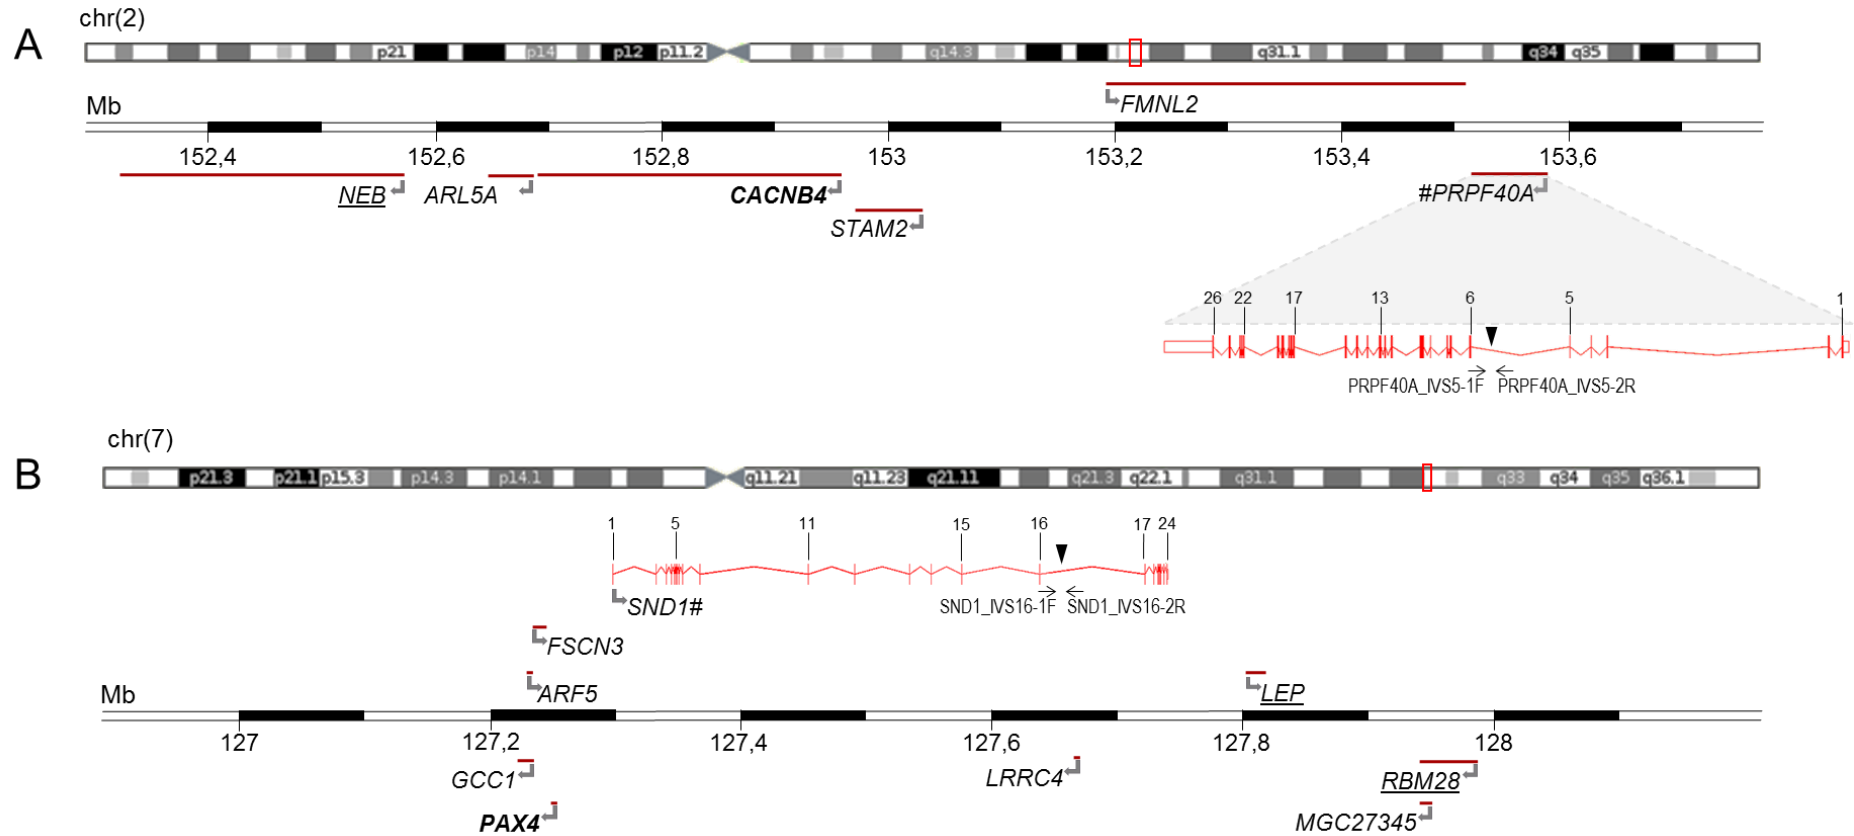 chr(2)
A
p21 p14 p12 p11.2 q14.3 q31.1 q34 q35
FMNL2
Mb
152,4 152,6 152,8 153 153,2 153,4 153,6
NEB ARL5A CACNB4 #PRPF40A
STAM2
26 22 17 13 6 5 1
PRPF40A_IVS5-1F PRPF40A_IVS5-2R
chr(7)
B
p21.3 p21.1 p15.3 p14.3 p14.1 q11.21 q11.23 q21.11 q21.3 q22.1 q31.1 q33 q34 q35 q36.1
1 5 11 15 16 17 24
SND1# SND1_IVS16-1F SND1_IVS16-2R
FSCN3
Mb ARF5 LEP
127 127,2 127,4 127,6 127,8 128
GCC1 LRRC4 RBM28
PAX4 MGC27345